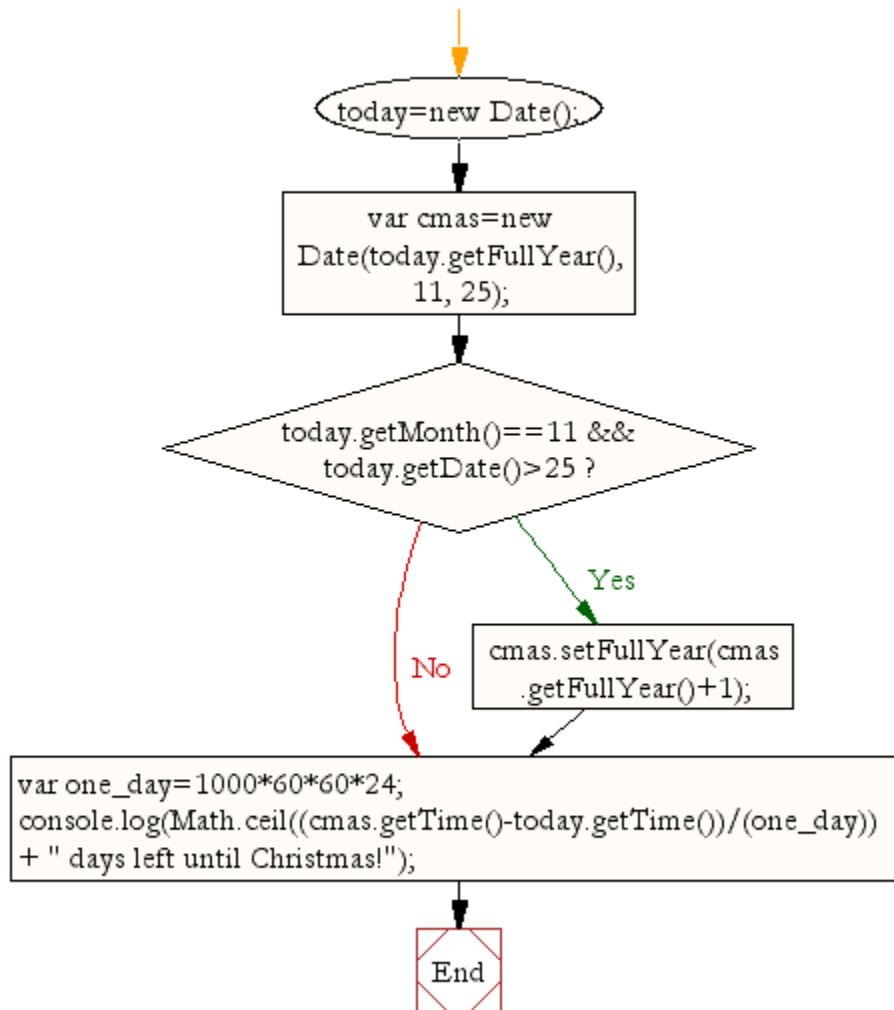 today=new Date();
var cmas=new
Date(today.getFullYear(),
11, 25);
today.getMonth()==11 &&
today.getDate()>25 ?
Yes
No
cmas.setFullYear(cmas
.getFullYear()+1);
var one_day=1000*60*60*24;
console.log(Math.ceil((cmas.getTime()-today.getTime())/(one_day))
+ " days left until Christmas!");
End